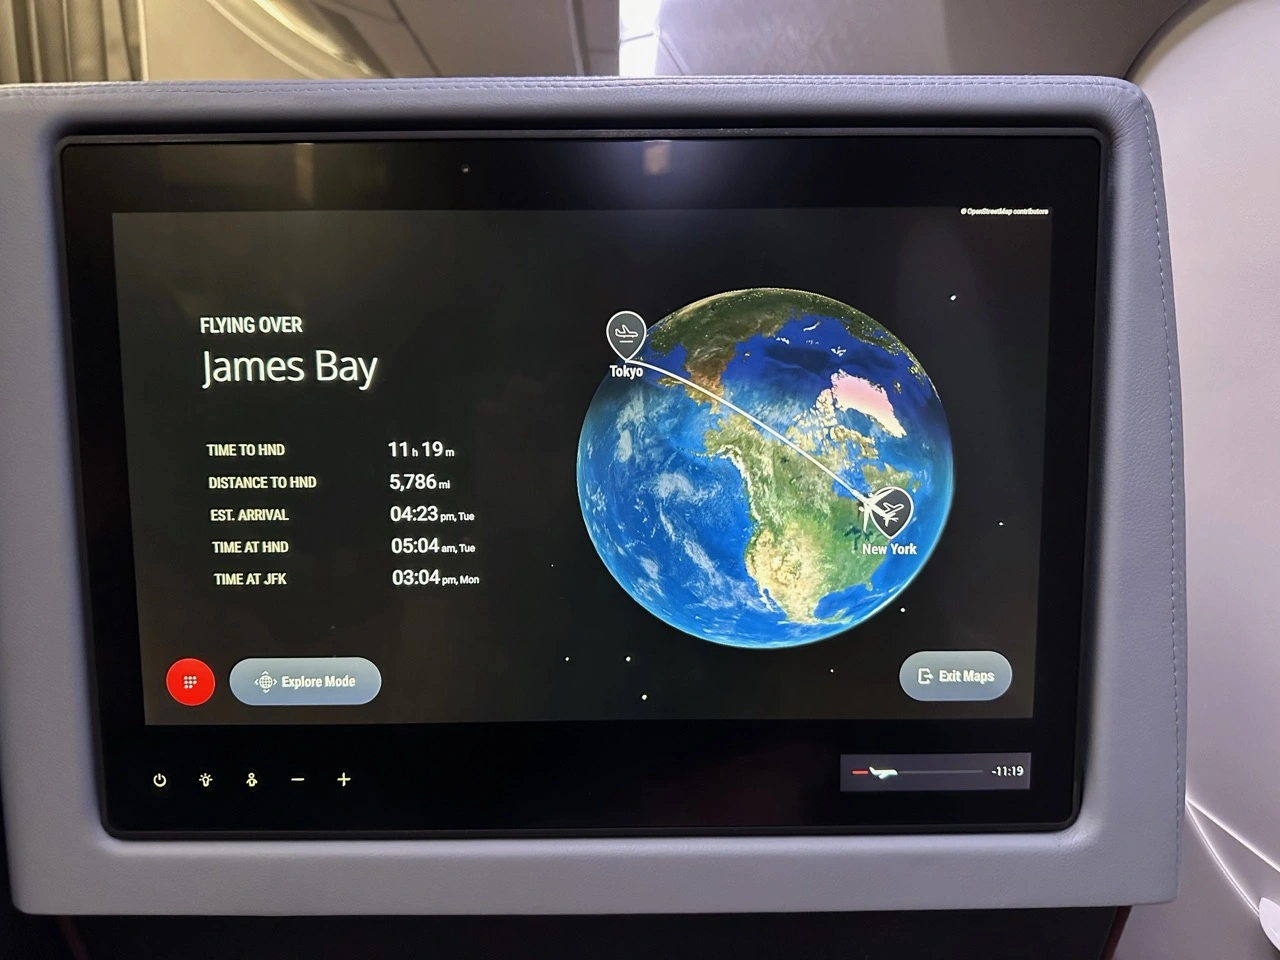 © OpenStreetMap contributors
FLYING OVER
James Bay
TIME TO HND 11 h 19 m
DISTANCE TO HND 5,786 mi
EST. ARRIVAL 04:23 pm, Tue
TIME AT HND 05:04 am, Tue
TIME AT JFK 03:04 pm, Mon
Tokyo
New York
Explore Mode
Exit Maps
-11:19